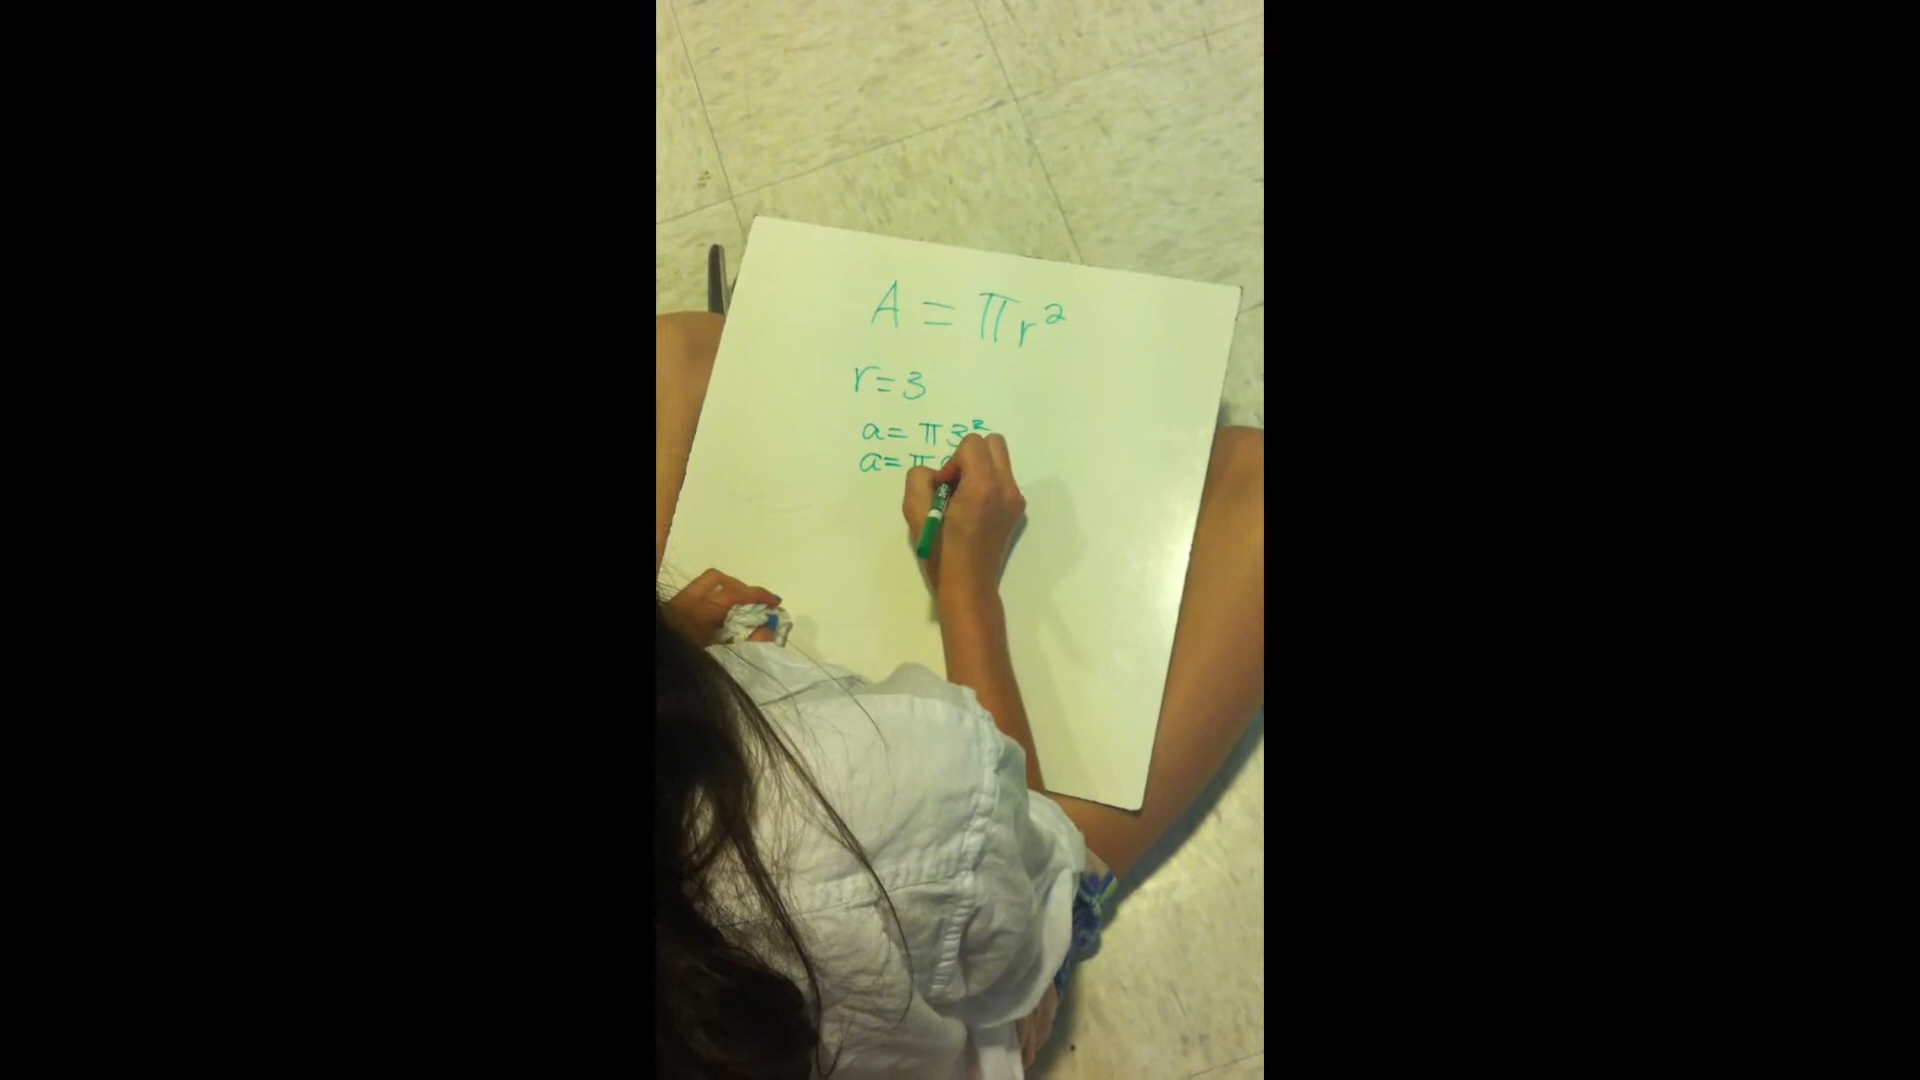 A = πr²
r = 3
a = π3²
a = π